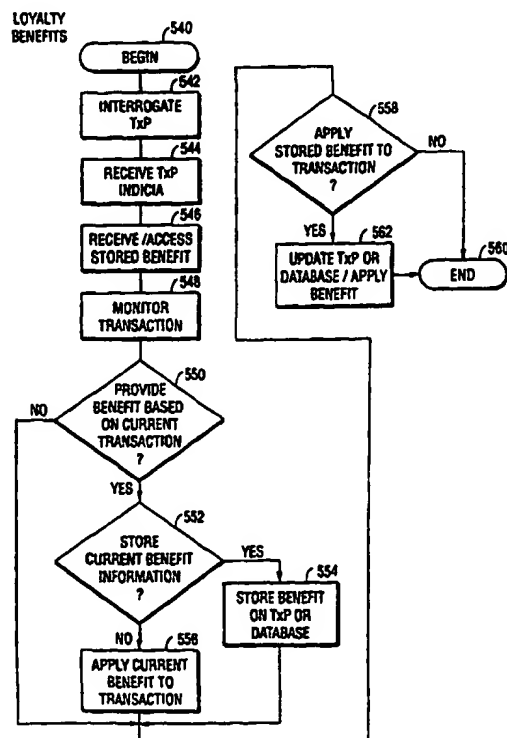 LOYALTY
BENEFITS
540
BEGIN
542
INTERROGATE
TxP
544
RECEIVE TxP
INDICIA
546
RECEIVE/ACCESS
STORED BENEFIT
548
MONITOR
TRANSACTION
550
PROVIDE
BENEFIT BASED
ON CURRENT
TRANSACTION
?
NO
YES
552
STORE
CURRENT BENEFIT
INFORMATION
?
YES
554
STORE BENEFIT
ON TxP OR
DATABASE
NO
556
APPLY CURRENT
BENEFIT TO
TRANSACTION
558
APPLY
STORED BENEFIT TO
TRANSACTION
?
NO
YES
562
UPDATE TxP OR
DATABASE/APPLY
BENEFIT
560
END